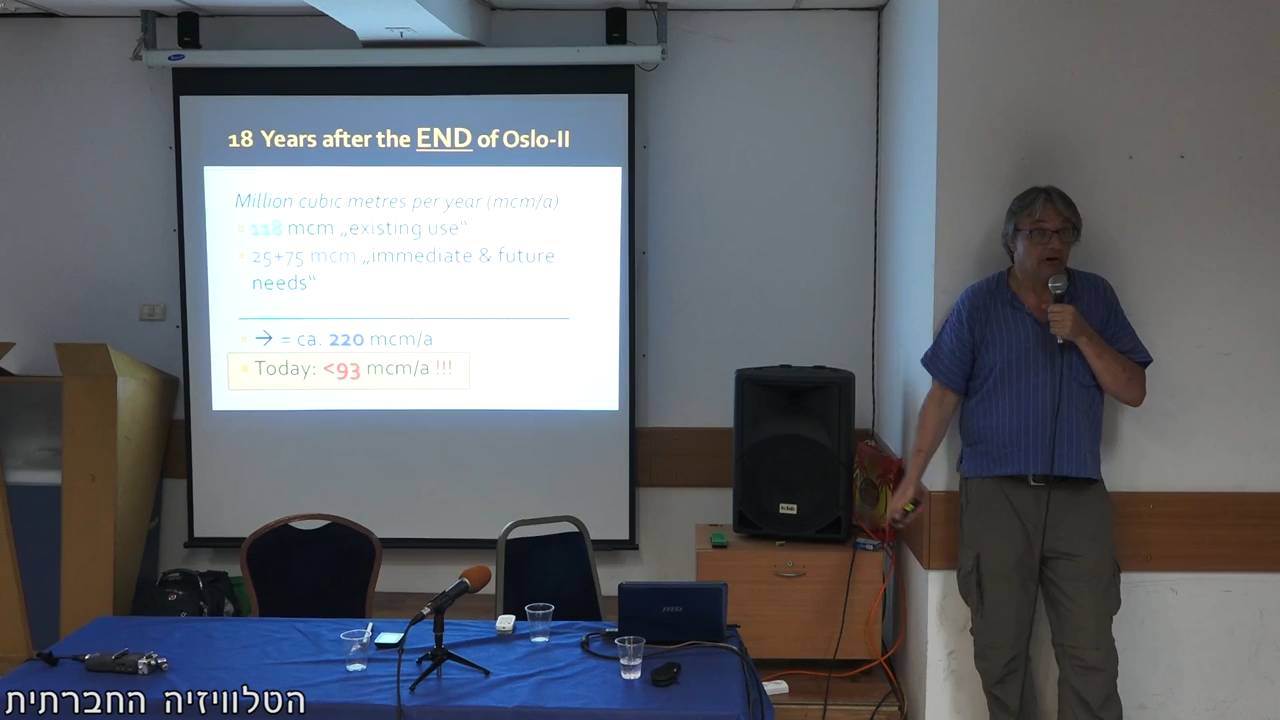 18 Years after the END of Oslo-II
Million cubic metres per year (mcm/a)
118 mcm „existing use“
25+75 mcm „immediate & future
needs“
→ = ca. 220 mcm/a
Today: <93 mcm/a !!!
msi
הטלוויזיה החברתית